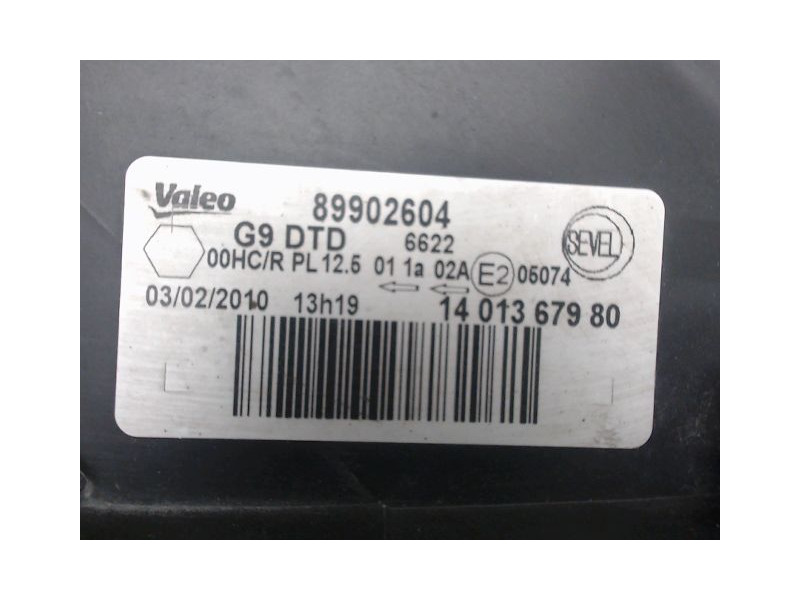 Valeo 89902604
G9 DTD 6622 SEVEL
00HC/R PL 12.5 01 1a 02A E2 05074
03/02/2010 13h19 14 013 679 80